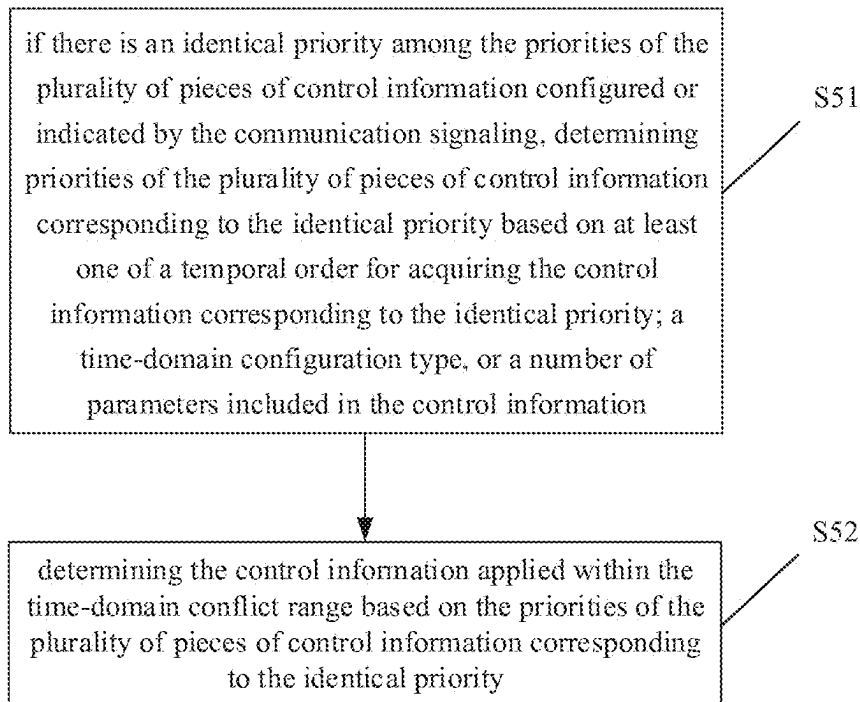 if there is an identical priority among the priorities of the
plurality of pieces of control information configured or
indicated by the communication signaling, determining
priorities of the plurality of pieces of control information
corresponding to the identical priority based on at least
one of a temporal order for acquiring the control
information corresponding to the identical priority; a
time-domain configuration type, or a number of
parameters included in the control information
S51
determining the control information applied within the
time-domain conflict range based on the priorities of the
plurality of pieces of control information corresponding
to the identical priority
S52